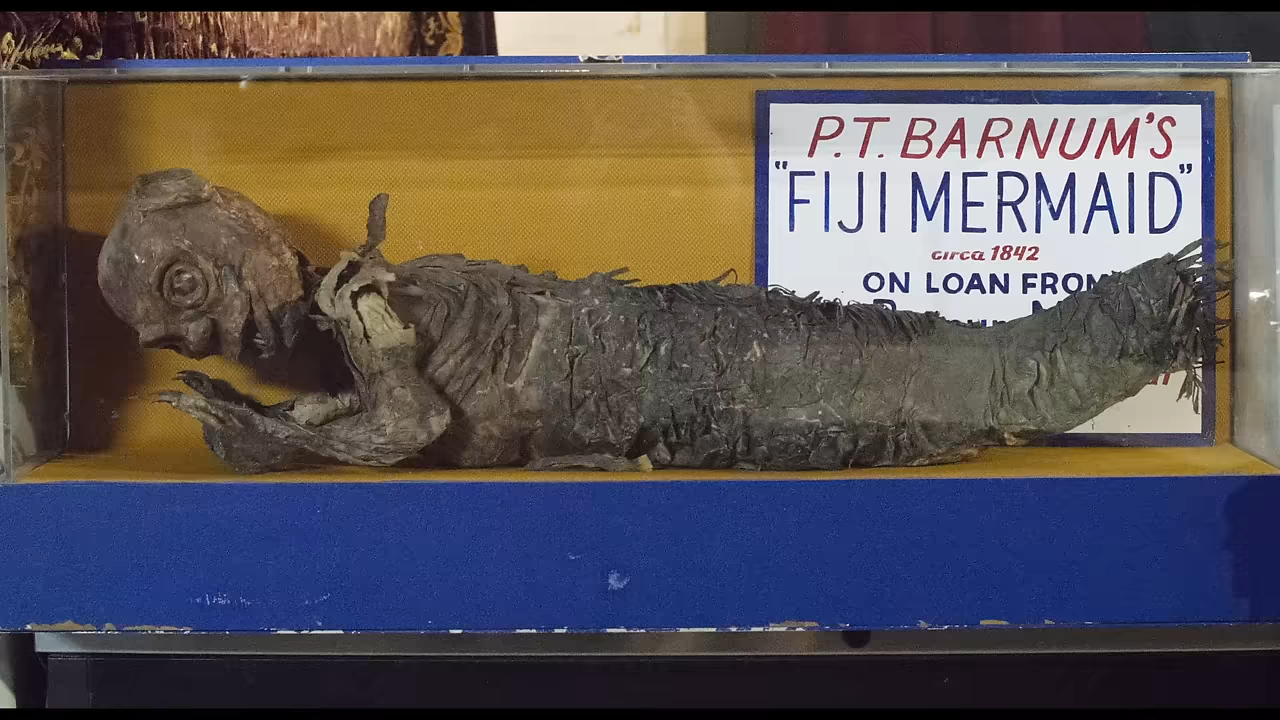 P.T. BARNUM'S
"FIJI MERMAID"
circa 1842
ON LOAN FROM